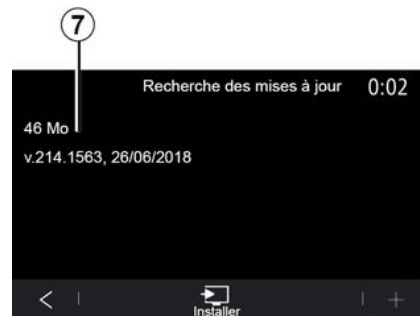 7
Recherche des mises à jour 0:02
46 Mo
v.214.1563, 26/06/2018
Installer